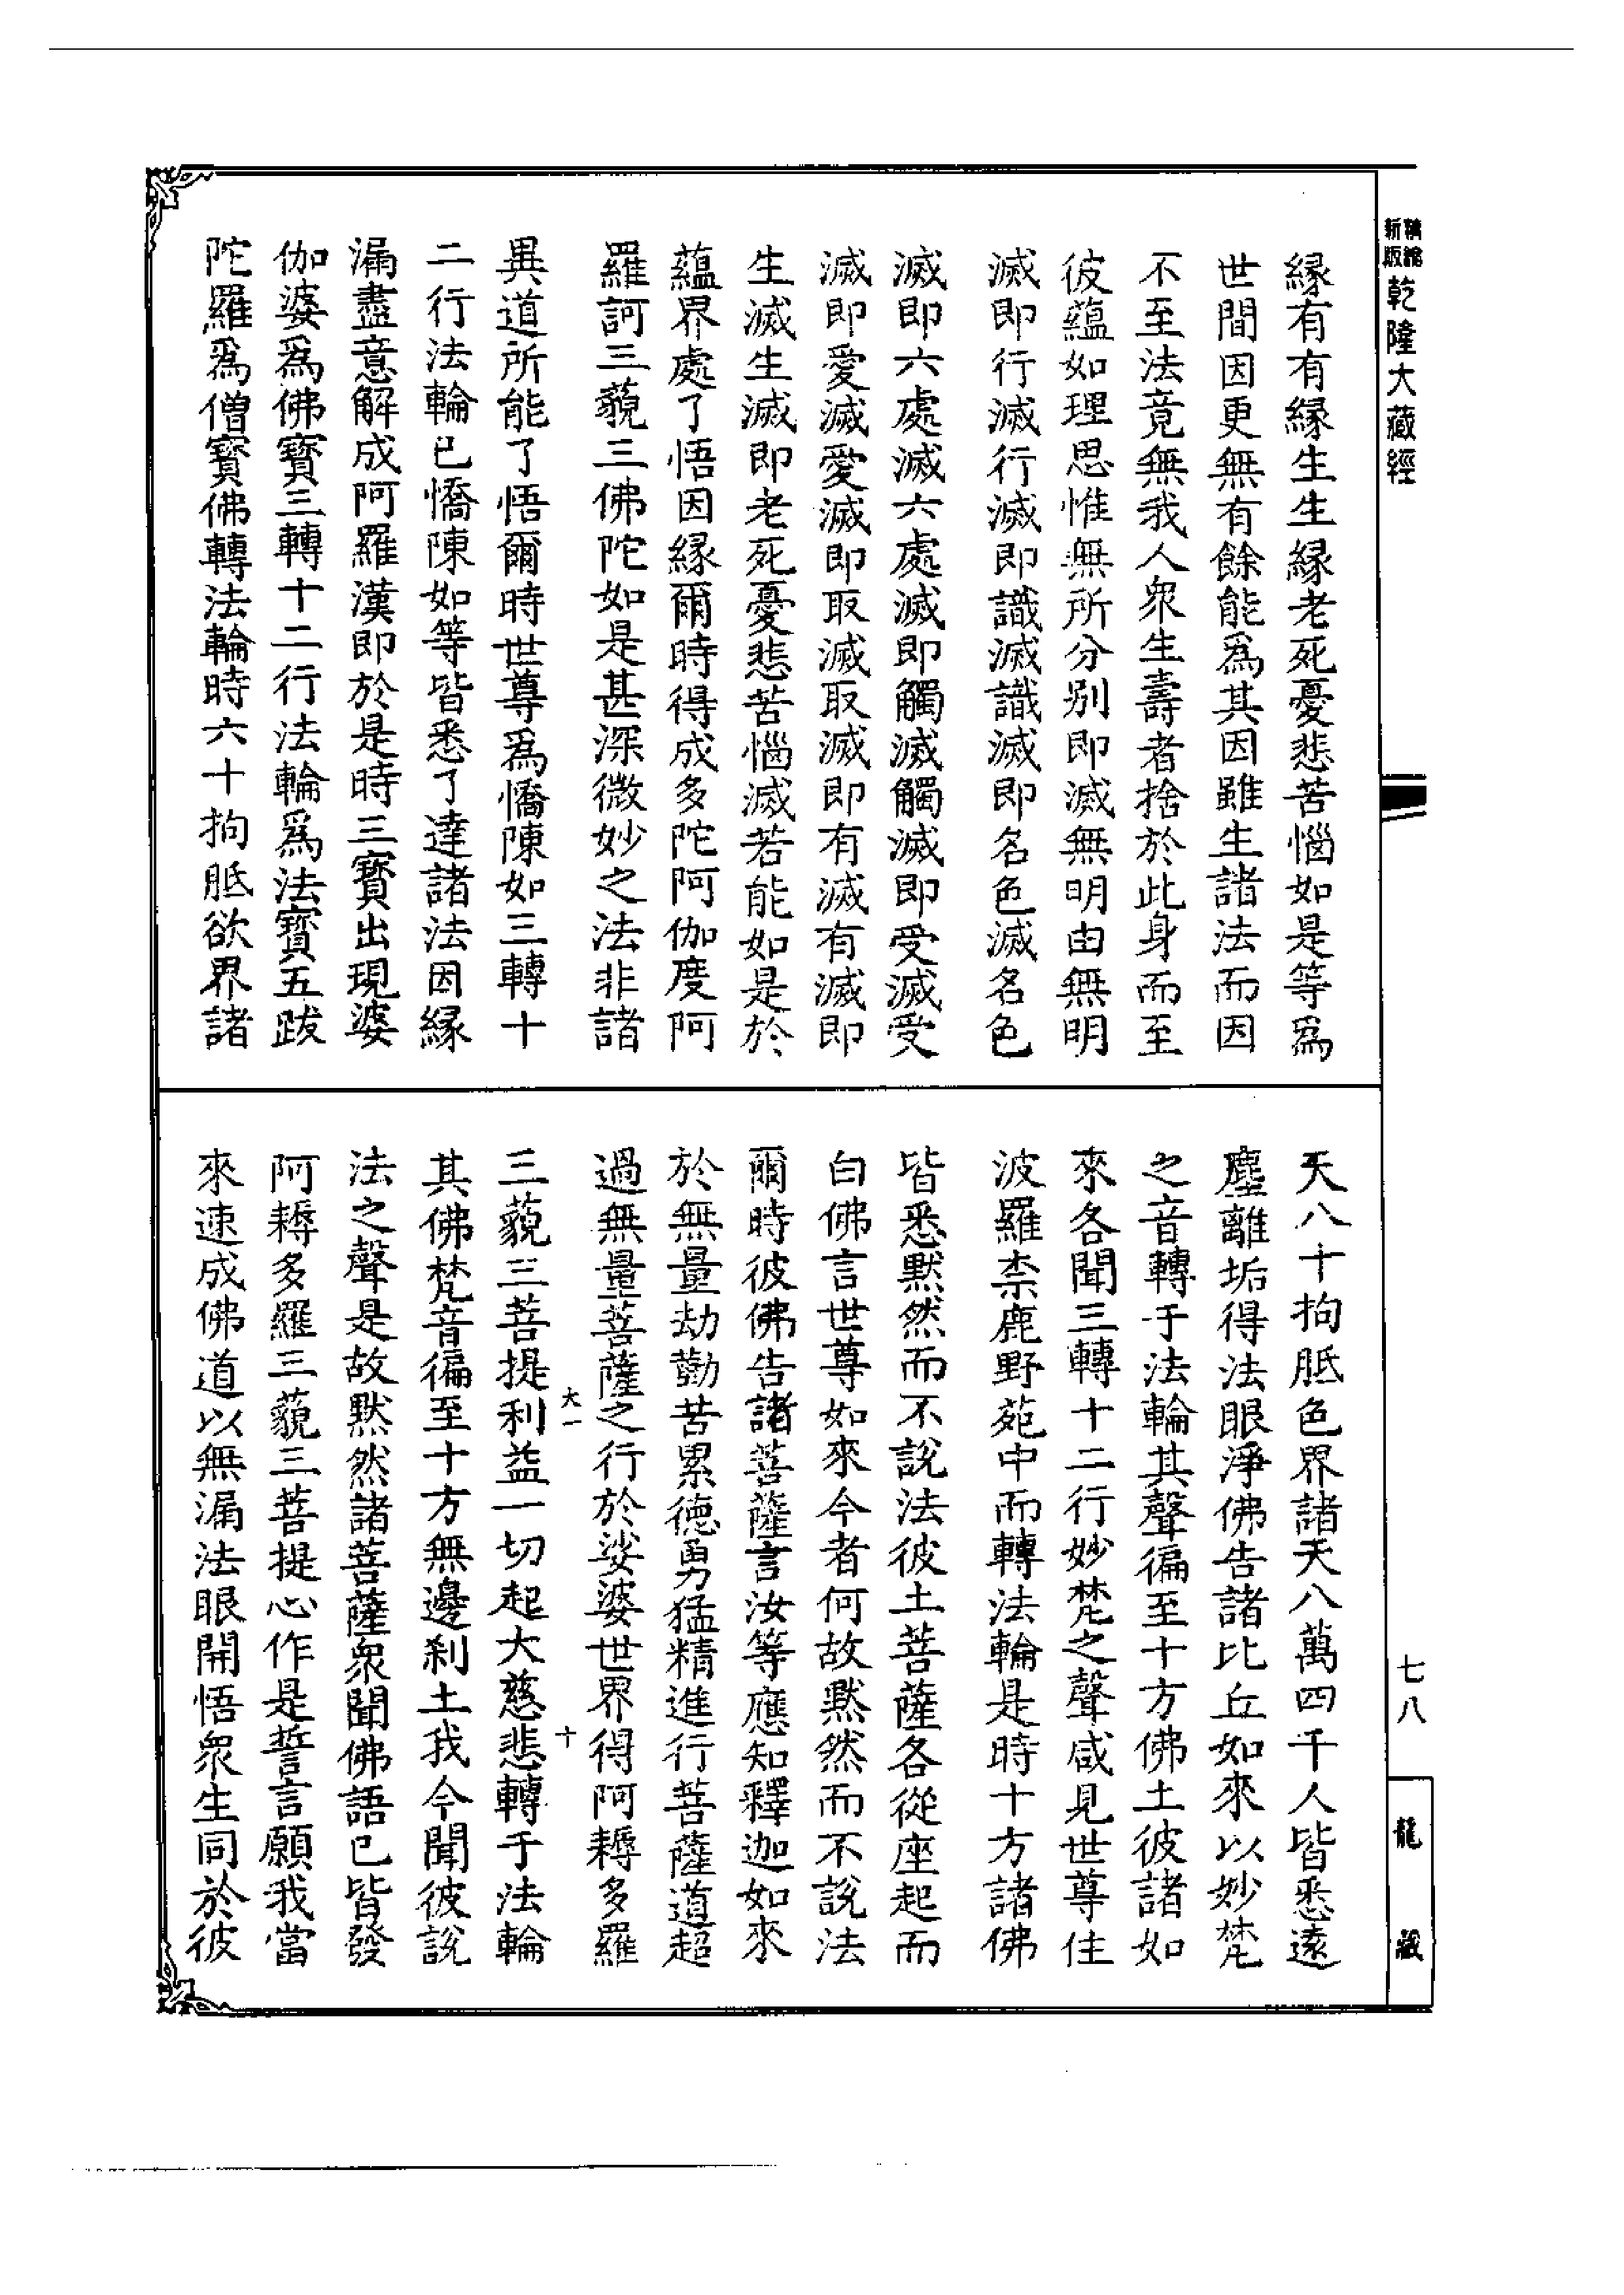 新版
精縮
乾隆大藏經
緣有有緣生生緣老死憂悲苦惱如是等爲
世間因更無有餘能爲其因雖生諸法而因
不至法竟無我人衆生壽者捨於此身而至
彼蘊如理思惟無所分別即滅無明由無明
滅即行滅行滅即識滅識滅即名色滅名色
滅即六處滅六處滅即觸滅觸滅即受滅受
滅即愛滅愛滅即取滅取滅即有滅有滅即
生滅生滅即老死憂悲苦惱滅若能如是於
蘊界處了悟因緣爾時得成多陀阿伽度阿
羅訶三藐三佛陀如是甚深微妙之法非諸
異道所能了悟爾時世尊爲憍陳如三轉十
二行法輪已憍陳如等皆悉了達諸法因緣
漏盡意解成阿羅漢即於是時三寳出現婆
伽婆爲佛寳三轉十二行法輪爲法寳五跋
陀羅爲僧寳佛轉法輪時六十拘胝欲界諸
天八十拘胝色界諸天八萬四千人皆悉遠
塵離垢得法眼淨佛告諸比丘如來以妙梵
之音轉于法輪其聲徧至十方佛土彼諸如
來各聞三轉十二行妙梵之聲咸見世尊住
波羅柰鹿野苑中而轉法輪是時十方諸佛
皆悉默然而不說法彼土菩薩各從座起而
白佛言世尊如來今者何故默然而不說法
爾時彼佛告諸菩薩言汝等應知釋迦如來
於無量劫勤苦累德勇猛精進行菩薩道超
過無量菩薩之行於娑婆世界得阿耨多羅
大一
十
三藐三菩提利益一切起大慈悲轉于法輪
其佛梵音徧至十方無邊刹土我今聞彼說
法之聲是故默然諸菩薩衆聞佛語已皆發
阿耨多羅三藐三菩提心作是誓言願我當
來速成佛道以無漏法眼開悟衆生同於彼
七八
龍藏